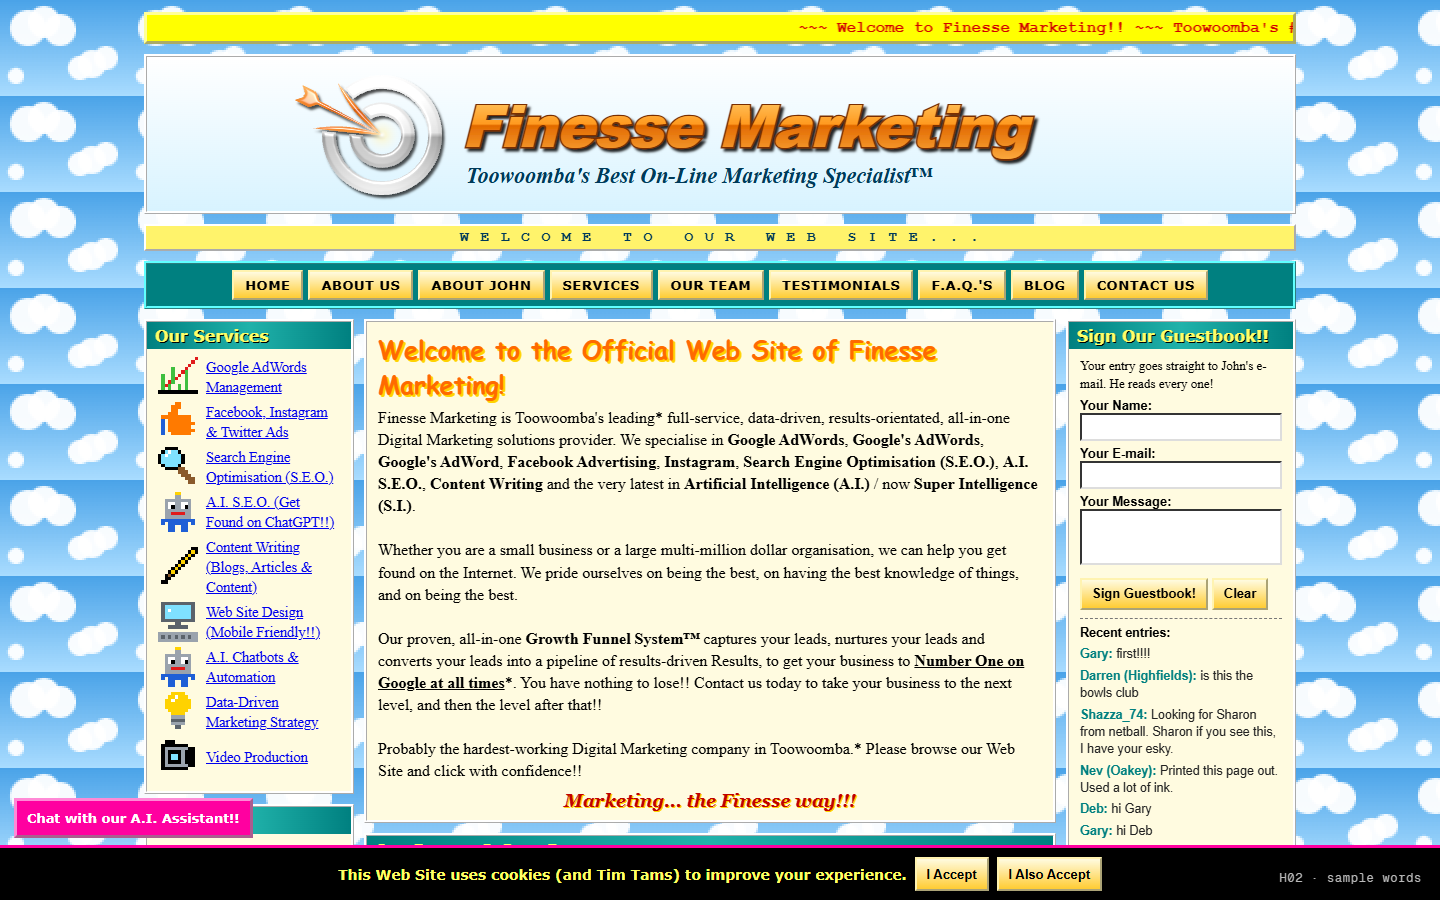 ~~~ Welcome to Finesse Marketing!! ~~~ Toowoomba's
Finesse Marketing
Toowoomba's Best On-Line Marketing Specialist™
WELCOME TO OUR WEB SITE...
HOME
ABOUT US
ABOUT JOHN
SERVICES
OUR TEAM
TESTIMONIALS
F.A.Q.'S
BLOG
CONTACT US
Our Services
Google AdWords
Management
Facebook, Instagram
& Twitter Ads
Search Engine
Optimisation (S.E.O.)
A.I. S.E.O. (Get
Found on ChatGPT!!)
Content Writing
(Blogs, Articles &
Content)
Web Site Design
(Mobile Friendly!!)
A.I. Chatbots &
Automation
Data-Driven
Marketing Strategy
Video Production
Welcome to the Official Web Site of Finesse
Marketing!
Finesse Marketing is Toowoomba's leading* full-service, data-driven, results-orientated, all-in-one
Digital Marketing solutions provider. We specialise in Google AdWords, Google's AdWords,
Google's AdWord, Facebook Advertising, Instagram, Search Engine Optimisation (S.E.O.), A.I.
S.E.O., Content Writing and the very latest in Artificial Intelligence (A.I.) / now Super Intelligence
(S.I.).
Whether you are a small business or a large multi-million dollar organisation, we can help you get
found on the Internet. We pride ourselves on being the best, on having the best knowledge of things,
and on being the best.
Our proven, all-in-one Growth Funnel System™ captures your leads, nurtures your leads and
converts your leads into a pipeline of results-driven Results, to get your business to Number One on
Google at all times*. You have nothing to lose!! Contact us today to take your business to the next
level, and then the level after that!!
Probably the hardest-working Digital Marketing company in Toowoomba.* Please browse our Web
Site and click with confidence!!
Marketing... the Finesse way!!!
Sign Our Guestbook!!
Your entry goes straight to John's e-
mail. He reads every one!
Your Name:
Your E-mail:
Your Message:
Sign Guestbook!
Clear
Recent entries:
Gary: first!!!!
Darren (Highfields): is this the
bowls club
Shazza_74: Looking for Sharon
from netball. Sharon if you see this,
I have your esky.
Nev (Oakey): Printed this page out.
Used a lot of ink.
Deb: hi Gary
Gary: hi Deb
Chat with our A.I. Assistant!!
This Web Site uses cookies (and Tim Tams) to improve your experience.
I Accept
I Also Accept
H02 · sample words